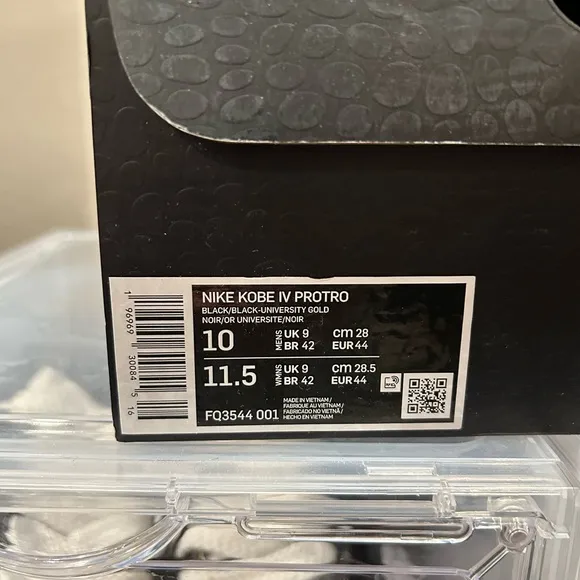 NIKE KOBE IV PROTRO
BLACK/BLACK-UNIVERSITY GOLD
NOIR/OR UNIVERSITE/NOIR
10 MENS UK 9 CM 28
BR 42 EUR 44
11.5 WMNS UK 9 CM 28.5
BR 42 EUR 44
FQ3544 001
MADE IN VIETNAM /
FABRIQUE AU VIETNAM /
FABRICADO NO VIETNÃ /
HECHO EN VIETNAM
1 96969 30084 5 16